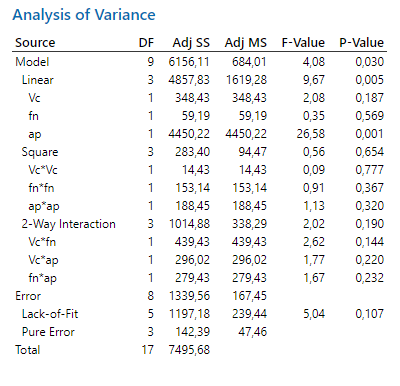 Analysis of Variance
Source DF Adj SS Adj MS F-Value P-Value
Model 9 6156,11 684,01 4,08 0,030
Linear 3 4857,83 1619,28 9,67 0,005
Vc 1 348,43 348,43 2,08 0,187
fn 1 59,19 59,19 0,35 0,569
ap 1 4450,22 4450,22 26,58 0,001
Square 3 283,40 94,47 0,56 0,654
Vc*Vc 1 14,43 14,43 0,09 0,777
fn*fn 1 153,14 153,14 0,91 0,367
ap*ap 1 188,45 188,45 1,13 0,320
2-Way Interaction 3 1014,88 338,29 2,02 0,190
Vc*fn 1 439,43 439,43 2,62 0,144
Vc*ap 1 296,02 296,02 1,77 0,220
fn*ap 1 279,43 279,43 1,67 0,232
Error 8 1339,56 167,45
Lack-of-Fit 5 1197,18 239,44 5,04 0,107
Pure Error 3 142,39 47,46
Total 17 7495,68